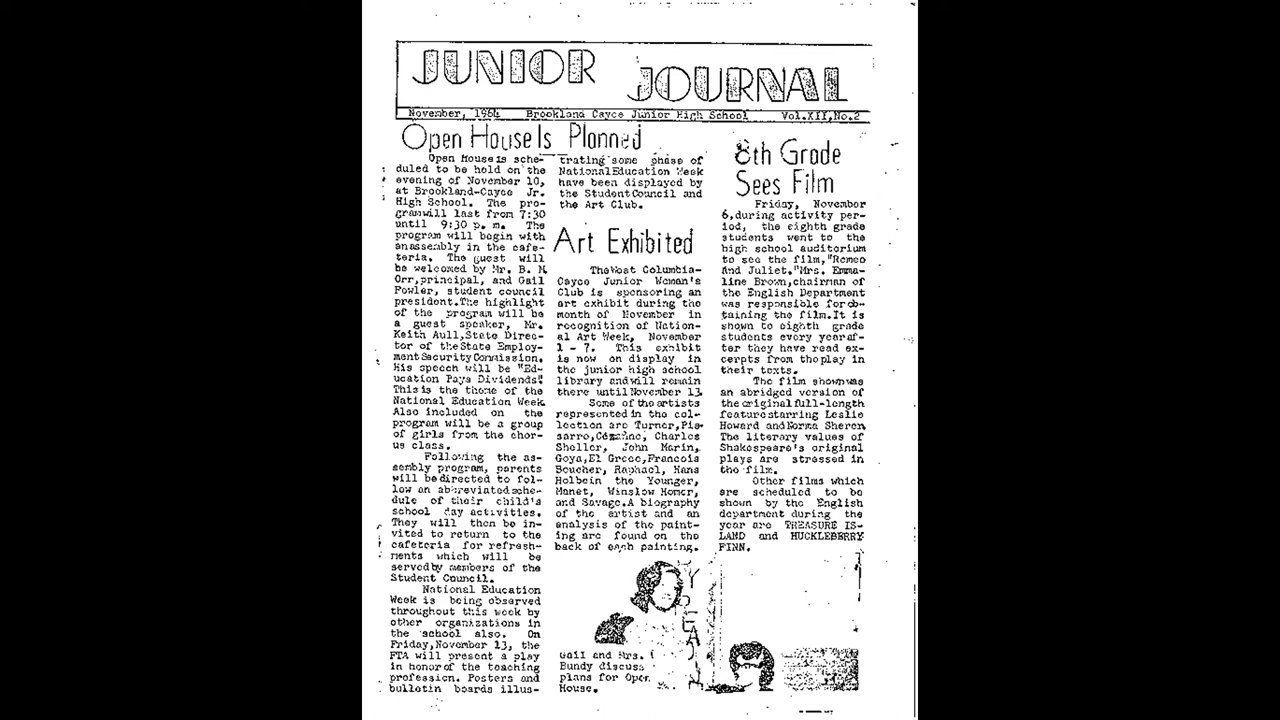 JUNIOR JOURNAL
November, 1964 Brookland Cayce Junior High School Vol.XII,No.2
Open House Is Planned
Open House is sche-
duled to be held on the
evening of November 10,
at Brookland-Cayce Jr.
High School. The pro-
gram will last from 7:30
until 9:30 p. m. The
program will begin with
an assembly in the cafe-
teria. The guest will
be welcomed by Mr. B. M.
Orr, principal, and Gail
Fowler, student council
president. The highlight
of the program will be
a guest speaker, Mr.
Keith Aull, State Direc-
tor of the State Employ-
ment Security Commission.
His speech will be "Ed-
ucation Pays Dividends".
This is the theme of the
National Education Week.
Also included on the
program will be a group
of girls from the chor-
us class.
Following the as-
sembly program, parents
will be directed to fol-
low an abbreviated sche-
dule of their child's
school day activities.
They will then be in-
vited to return to the
cafeteria for refresh-
ments which will be
served by members of the
Student Council.
National Education
Week is being observed
throughout this week by
other organizations in
the school also. On
Friday, November 13, the
FTA will present a play
in honor of the teaching
profession. Posters and
bulletin boards illus-
trating some phase of
National Education Week
have been displayed by
the Student Council and
the Art Club.
Art Exhibited
The West Columbia-
Cayce Junior Woman's
Club is sponsoring an
art exhibit during the
month of November in
recognition of Nation-
al Art Week, November
1 - 7. This exhibit
is now on display in
the junior high school
library and will remain
there until November 13.
Some of the artists
represented in the col-
lection are Turner, Pis-
sarro, Cézanne, Charles
Sheller, John Marin,
Goya, El Greco, Francois
Boucher, Raphael, Hans
Holbein the Younger,
Manet, Winslow Homer,
and Savage. A biography
of the artist and an
analysis of the paint-
ing are found on the
back of each painting.
8th Grade
Sees Film
Friday, November
6, during activity per-
iod, the eighth grade
students went to the
high school auditorium
to see the film, "Romeo
And Juliet." Mrs. Emma-
line Brown, chairman of
the English Department
was responsible for ob-
taining the film. It is
shown to eighth grade
students every year af-
ter they have read ex-
cerpts from the play in
their texts.
The film shown was
an abridged version of
the original full-length
feature starring Leslie
Howard and Norma Sheren.
The literary values of
Shakespeare's original
plays are stressed in
the film.
Other films which
are scheduled to be
shown by the English
department during the
year are TREASURE IS-
LAND and HUCKLEBERRY
FINN.
Gail and Mrs.
Bundy discuss
plans for Open
House.